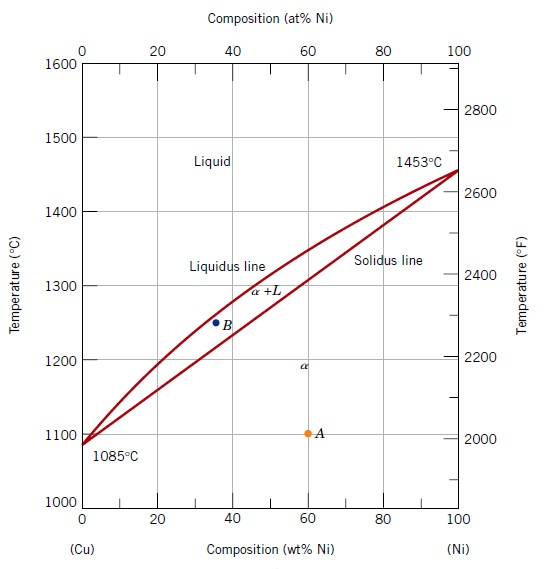 Composition (at% Ni)
0 20 40 60 80 100
1600
2800
1500
Liquid
1453°C
2600
1400
Liquidus line
Solidus line
2400
1300
α +L
B
1200
α
2200
1100
A
2000
1085°C
1000
0 20 40 60 80 100
(Cu)
Composition (wt% Ni)
(Ni)
Temperature (°C)
Temperature (°F)